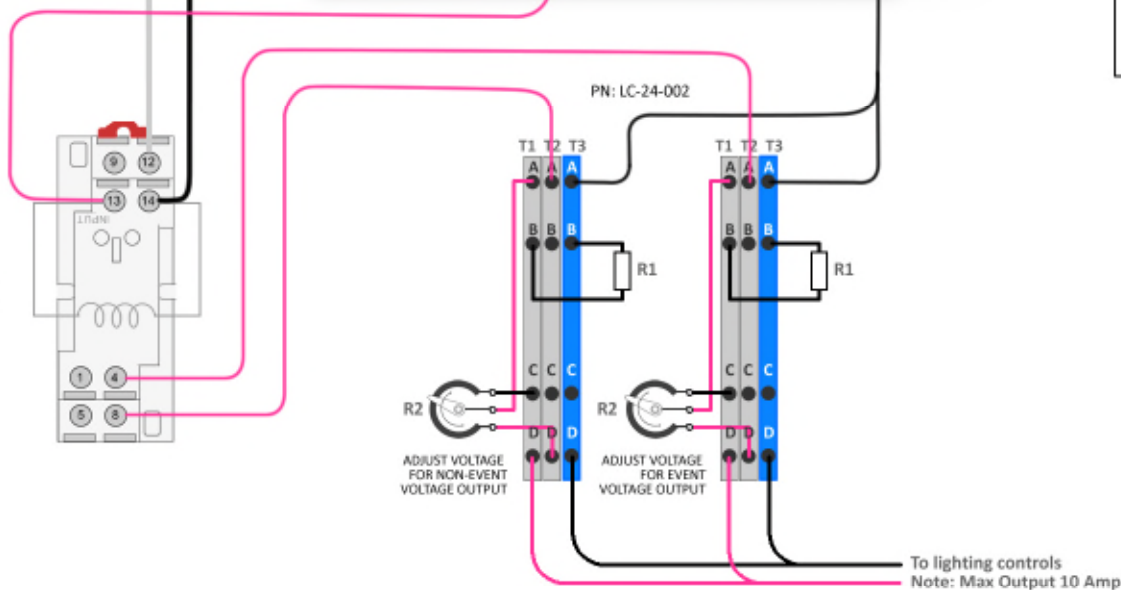 PN: LC-24-002
T1 T2 T3
T1 T2 T3
A A A
A A A
9 12
13 14
INPUT
B B B
B B B
R1
R1
C C C
C C C
1 4
5 8
R2
R2
D D D
D D D
ADJUST VOLTAGE
FOR NON-EVENT
VOLTAGE OUTPUT
ADJUST VOLTAGE
FOR EVENT
VOLTAGE OUTPUT
To lighting controls
Note: Max Output 10 Amp